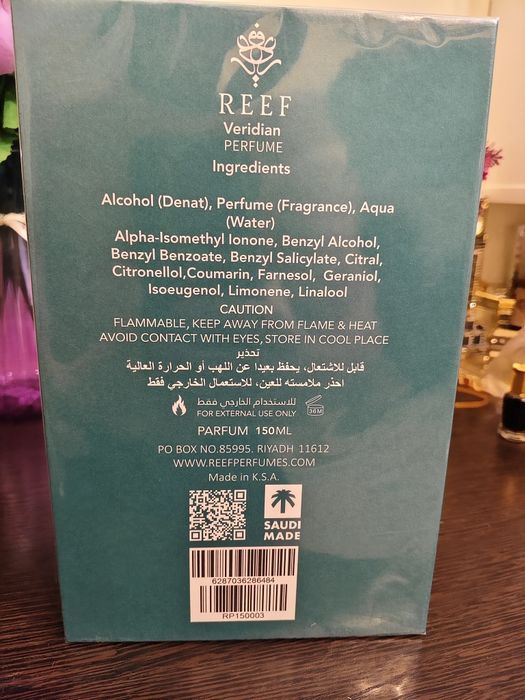 REEF
Veridian
PERFUME
Ingredients
Alcohol (Denat), Perfume (Fragrance), Aqua
(Water)
Alpha-Isomethyl Ionone, Benzyl Alcohol,
Benzyl Benzoate, Benzyl Salicylate, Citral,
Citronellol,Coumarin, Farnesol, Geraniol,
Isoeugenol, Limonene, Linalool
CAUTION
FLAMMABLE, KEEP AWAY FROM FLAME & HEAT
AVOID CONTACT WITH EYES, STORE IN COOL PLACE
تحذير
قابل للاشتعال، يحفظ بعيدا عن اللهب أو الحرارة العالية
احذر ملامسته للعين، للاستعمال الخارجي فقط
للاستخدام الخارجي فقط
FOR EXTERNAL USE ONLY
36M
PARFUM 150ML
PO BOX NO.85995. RIYADH 11612
WWW.REEFPERFUMES.COM
Made in K.S.A.
SAUDI
MADE
6287036286484
RP150003